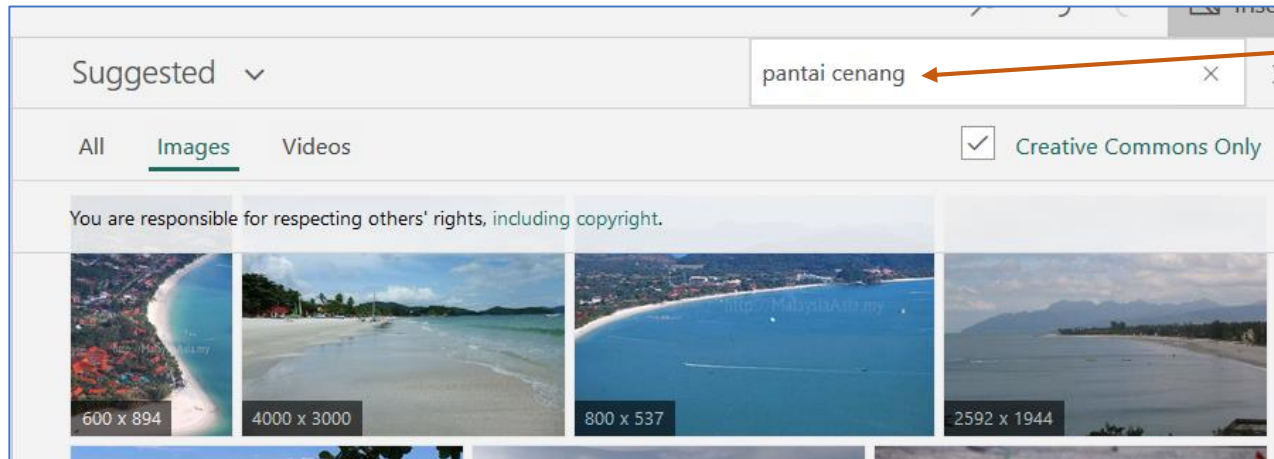 Suggested
pantai cenang
All Images Videos
Creative Commons Only
You are responsible for respecting others' rights, including copyright.
600 x 894
4000 x 3000
800 x 537
2592 x 1944